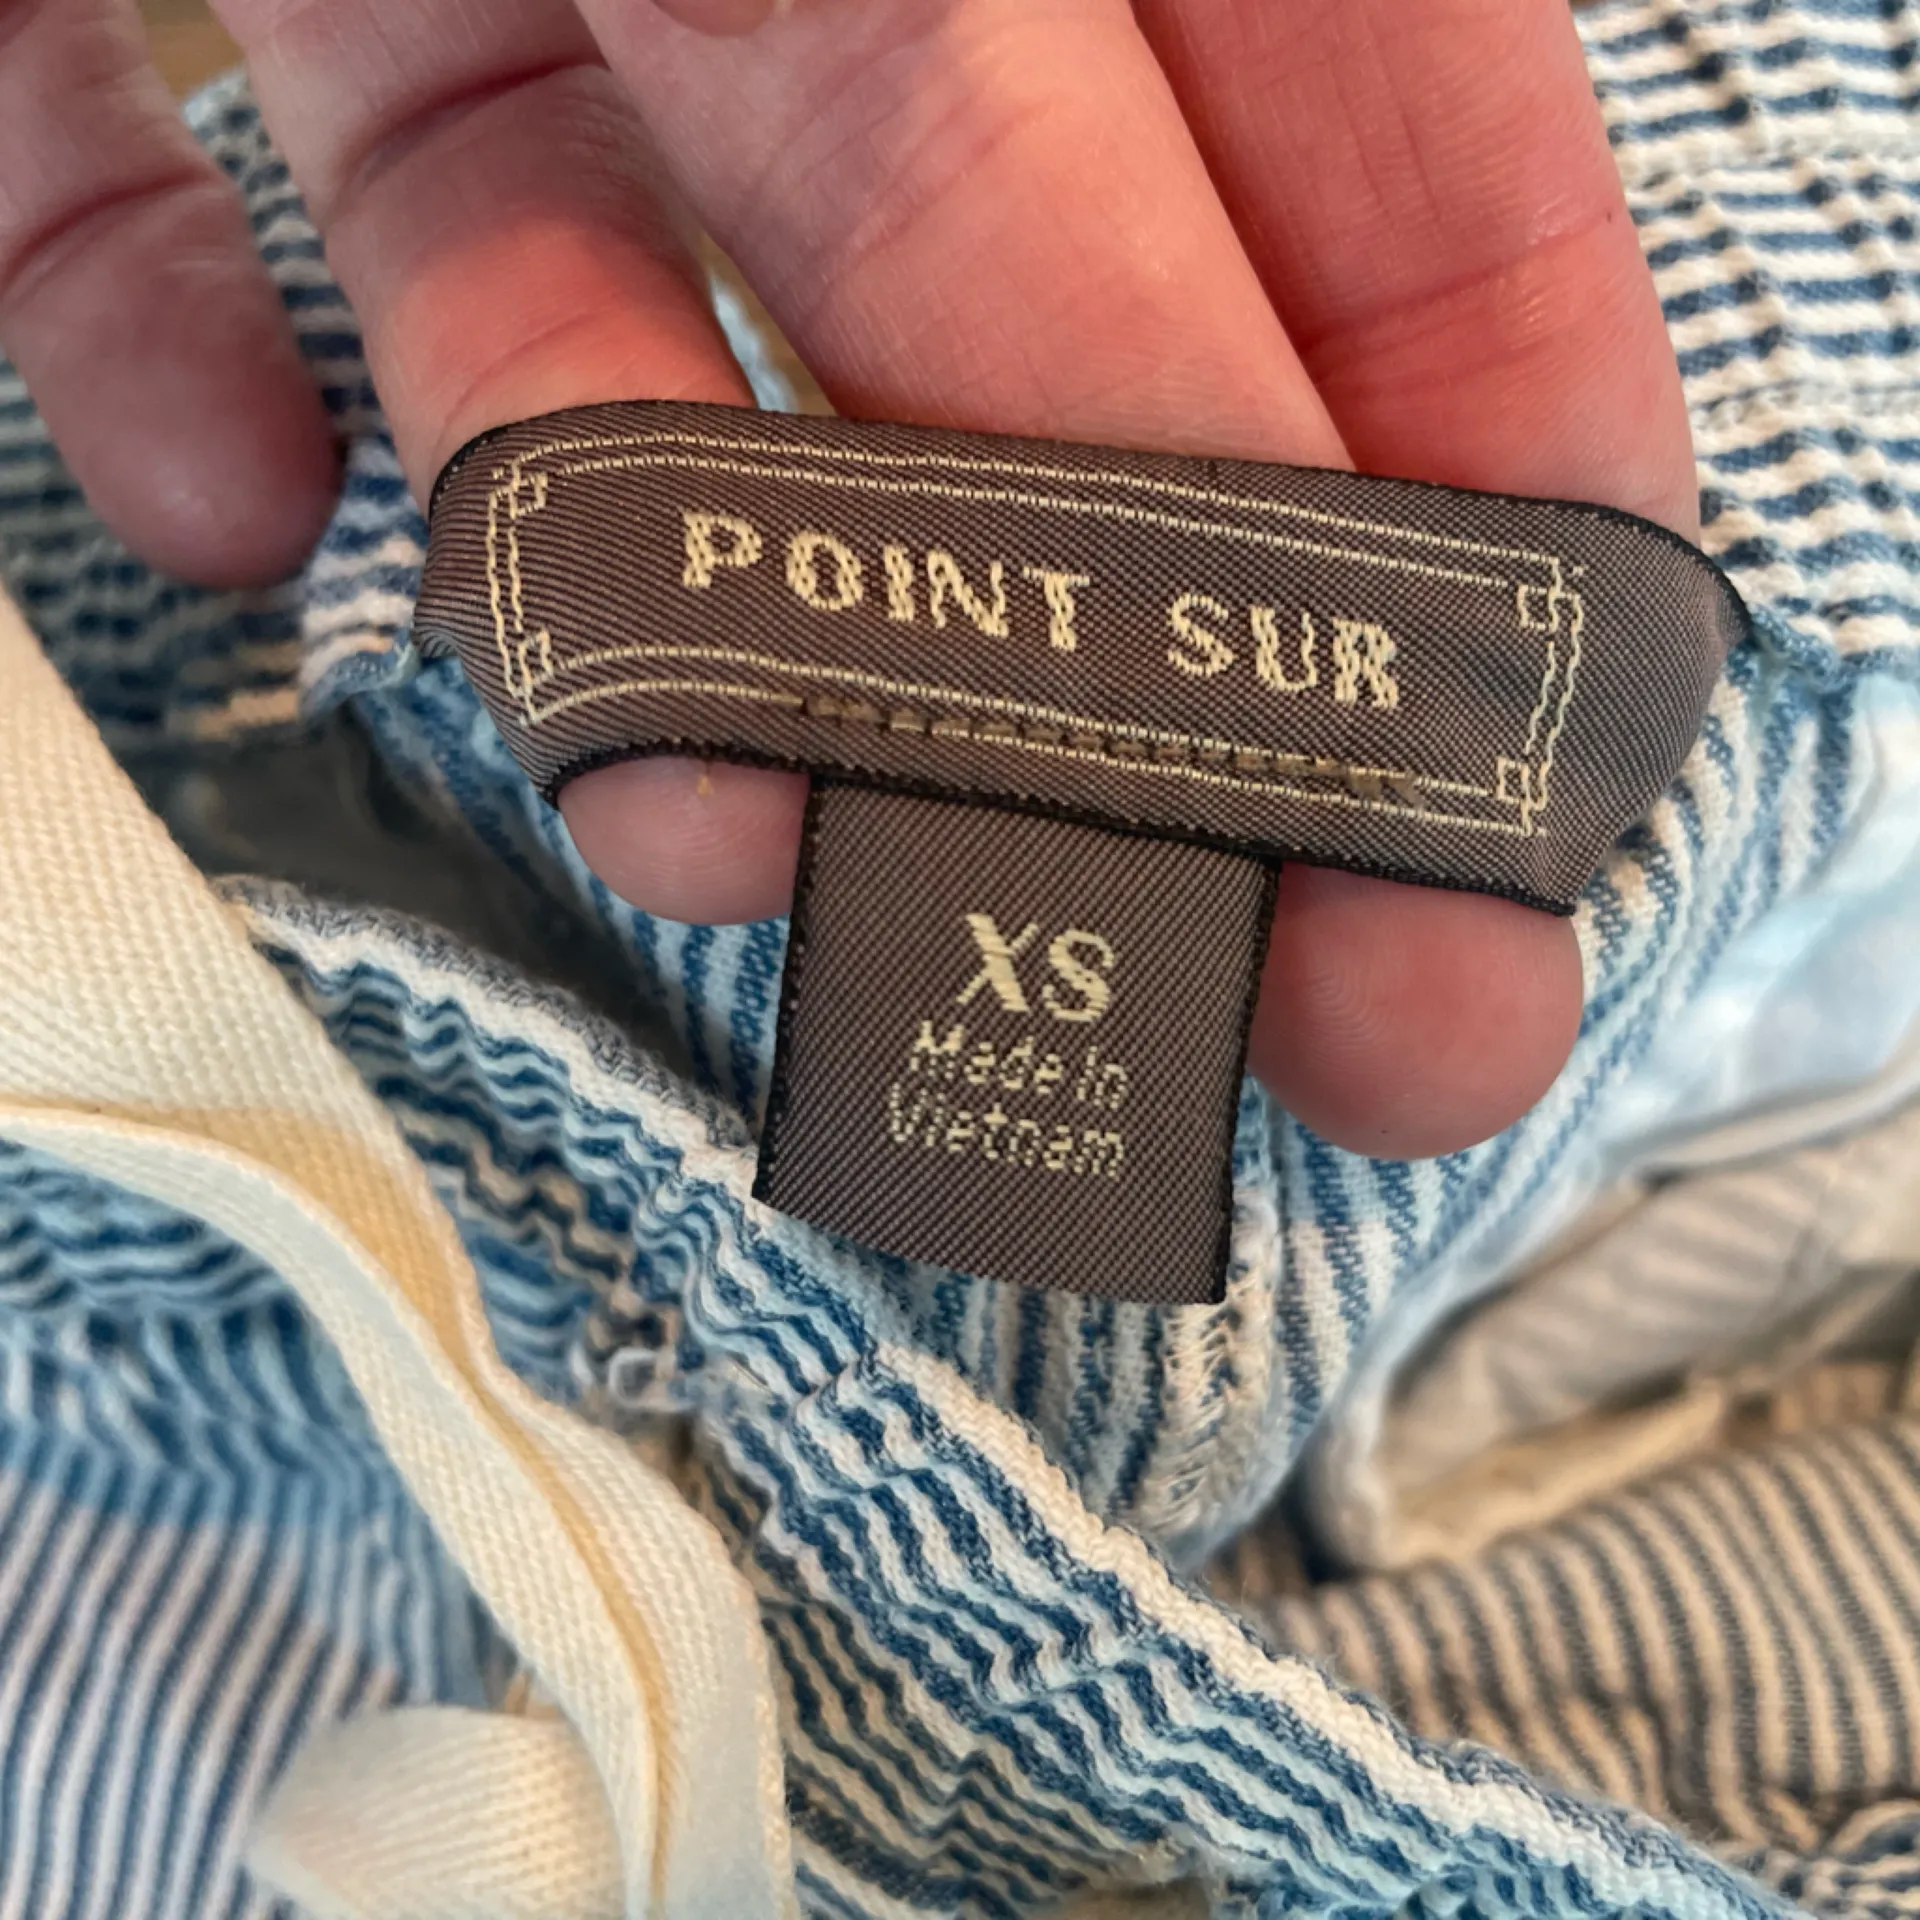 POINT SUR
XS
Made in
Vietnam